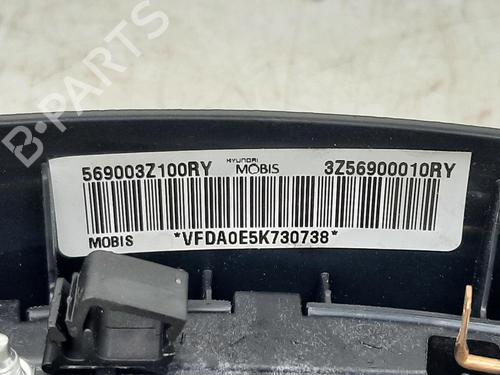 B-PARTS
569003Z100RY
HYUNDAI
MOBIS
3Z56900010RY
MOBIS
*VFDA0E5K730738*